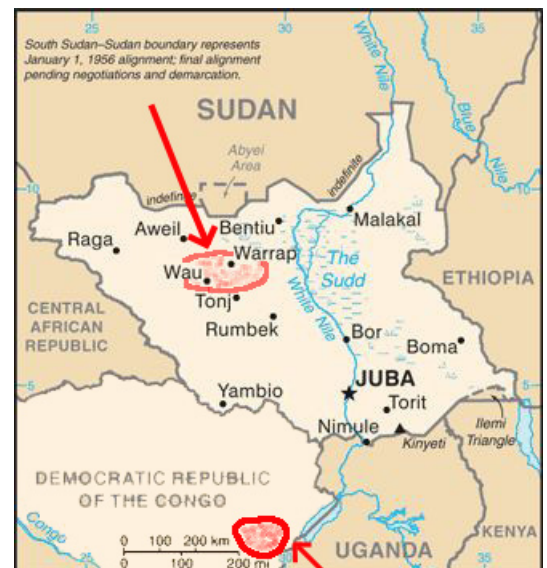 25
30
35
South Sudan–Sudan boundary represents
January 1, 1956 alignment; final alignment
pending negotiations and demarcation.
White Nile
SUDAN
Blue
Nile
Abyei
Area
10
10
indefinite
indefinite
Aweil
Bentiu
Malakal
Raga
Warrap
The
Sudd
Wau
ETHIOPIA
Tonj
White Nile
CENTRAL
AFRICAN
REPUBLIC
Rumbek
Bor
Boma
5
5
JUBA
Yambio
Torit
Nimule
Kinyeti
Ilemi
Triangle
DEMOCRATIC REPUBLIC
OF THE CONGO
Congo
0 100 200 km
0 100 200 mi
UGANDA
KENYA
30
35